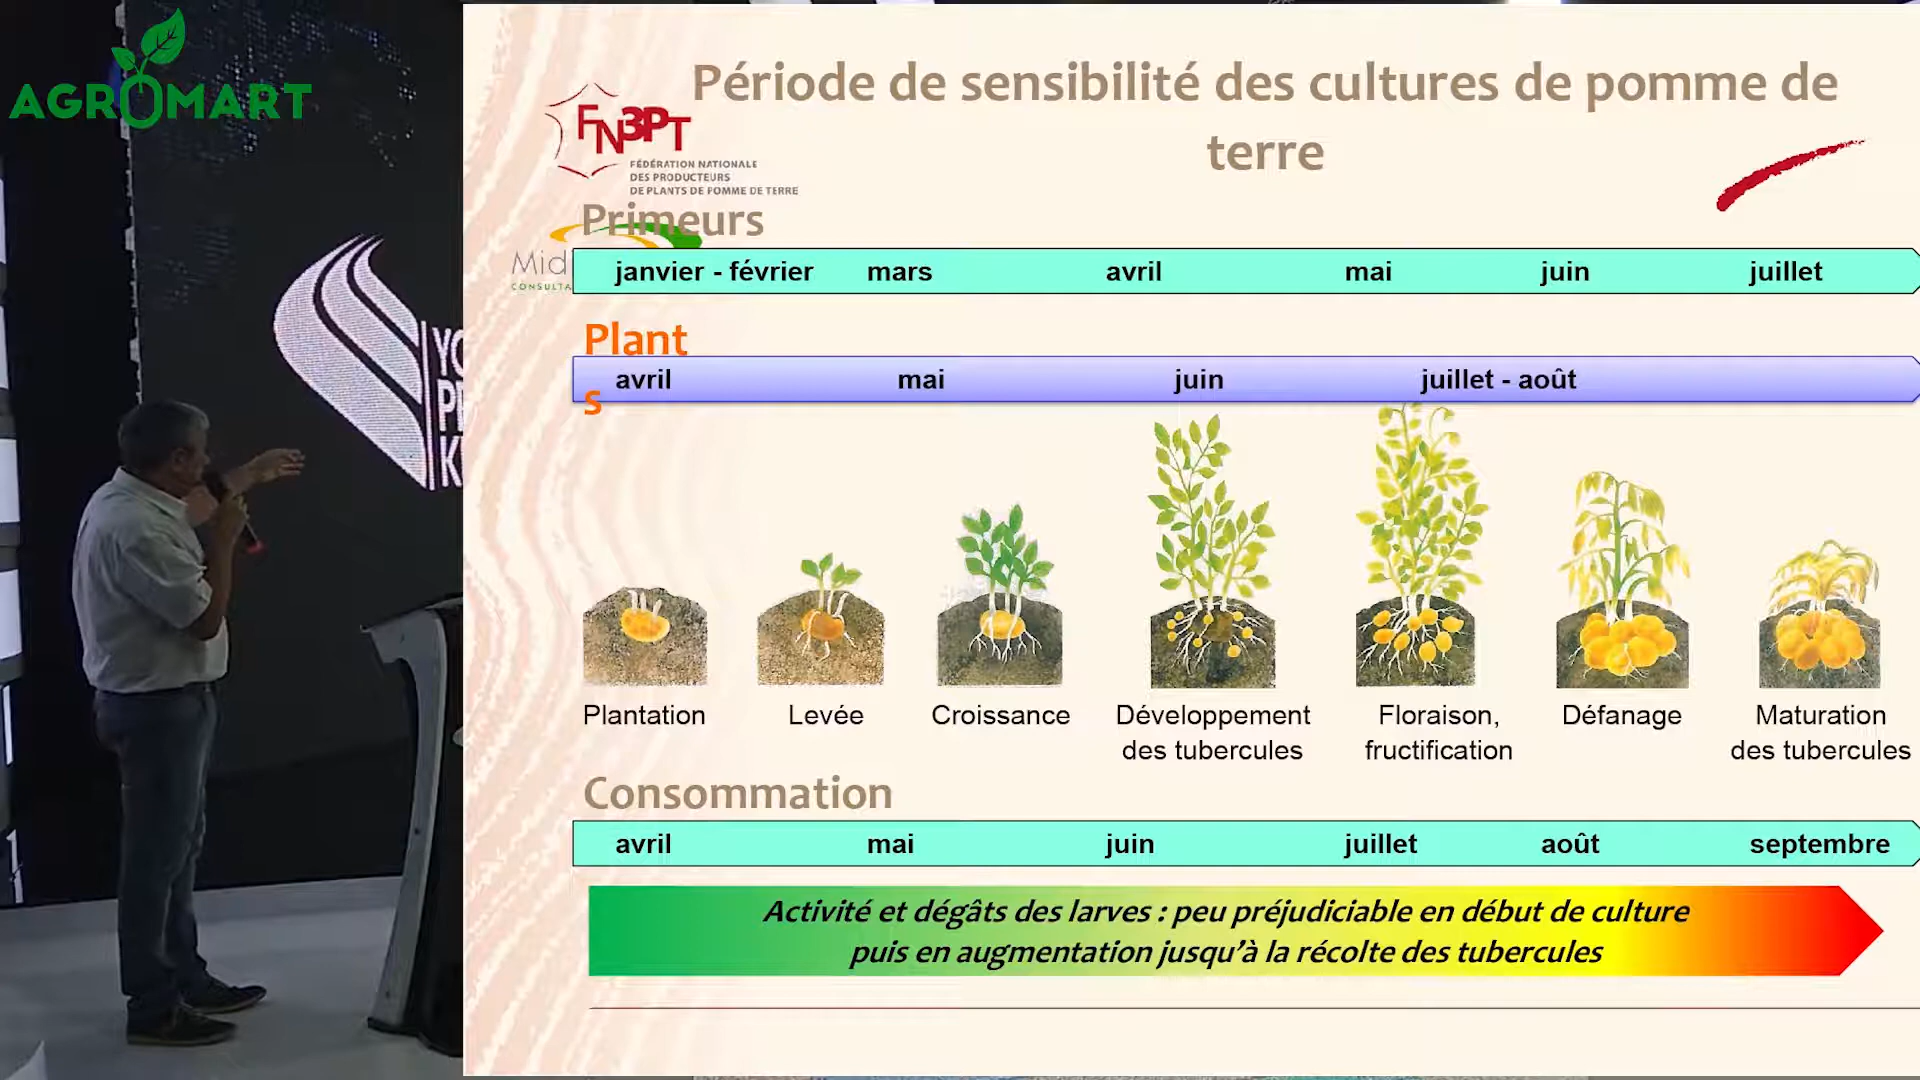 AGROMART
Période de sensibilité des cultures de pomme de
terre
FN3PT
FÉDÉRATION NATIONALE
DES PRODUCTEURS
DE PLANTS DE POMME DE TERRE
Primeurs
Mid
CONSULTA
janvier - février mars avril mai juin juillet
Plant
s
avril mai juin juillet - août
YO
P
K
Plantation Levée Croissance Développement Floraison, Défanage Maturation
des tubercules fructification des tubercules
Consommation
avril mai juin juillet août septembre
Activité et dégâts des larves : peu préjudiciable en début de culture
puis en augmentation jusqu'à la récolte des tubercules